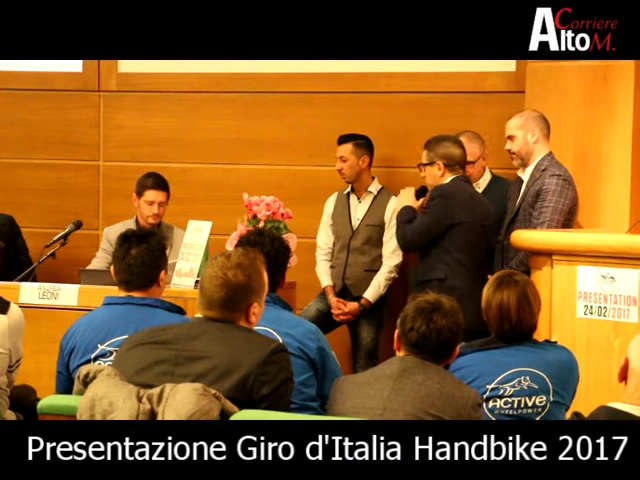 Corriere
Alto M.
ANDREA
LEONI
PRESENTATION
24/02/2017
ACTIVE
WHEELPOWER
Presentazione Giro d'Italia Handbike 2017